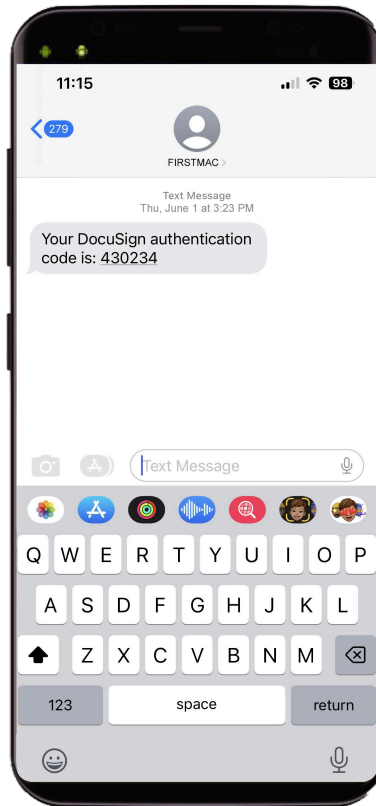 11:15
98
279
FIRSTMAC
Text Message
Thu, June 1 at 3:23 PM
Your DocuSign authentication
code is: 430234
Text Message
Q W E R T Y U I O P
A S D F G H J K L
Z X C V B N M
123 space return